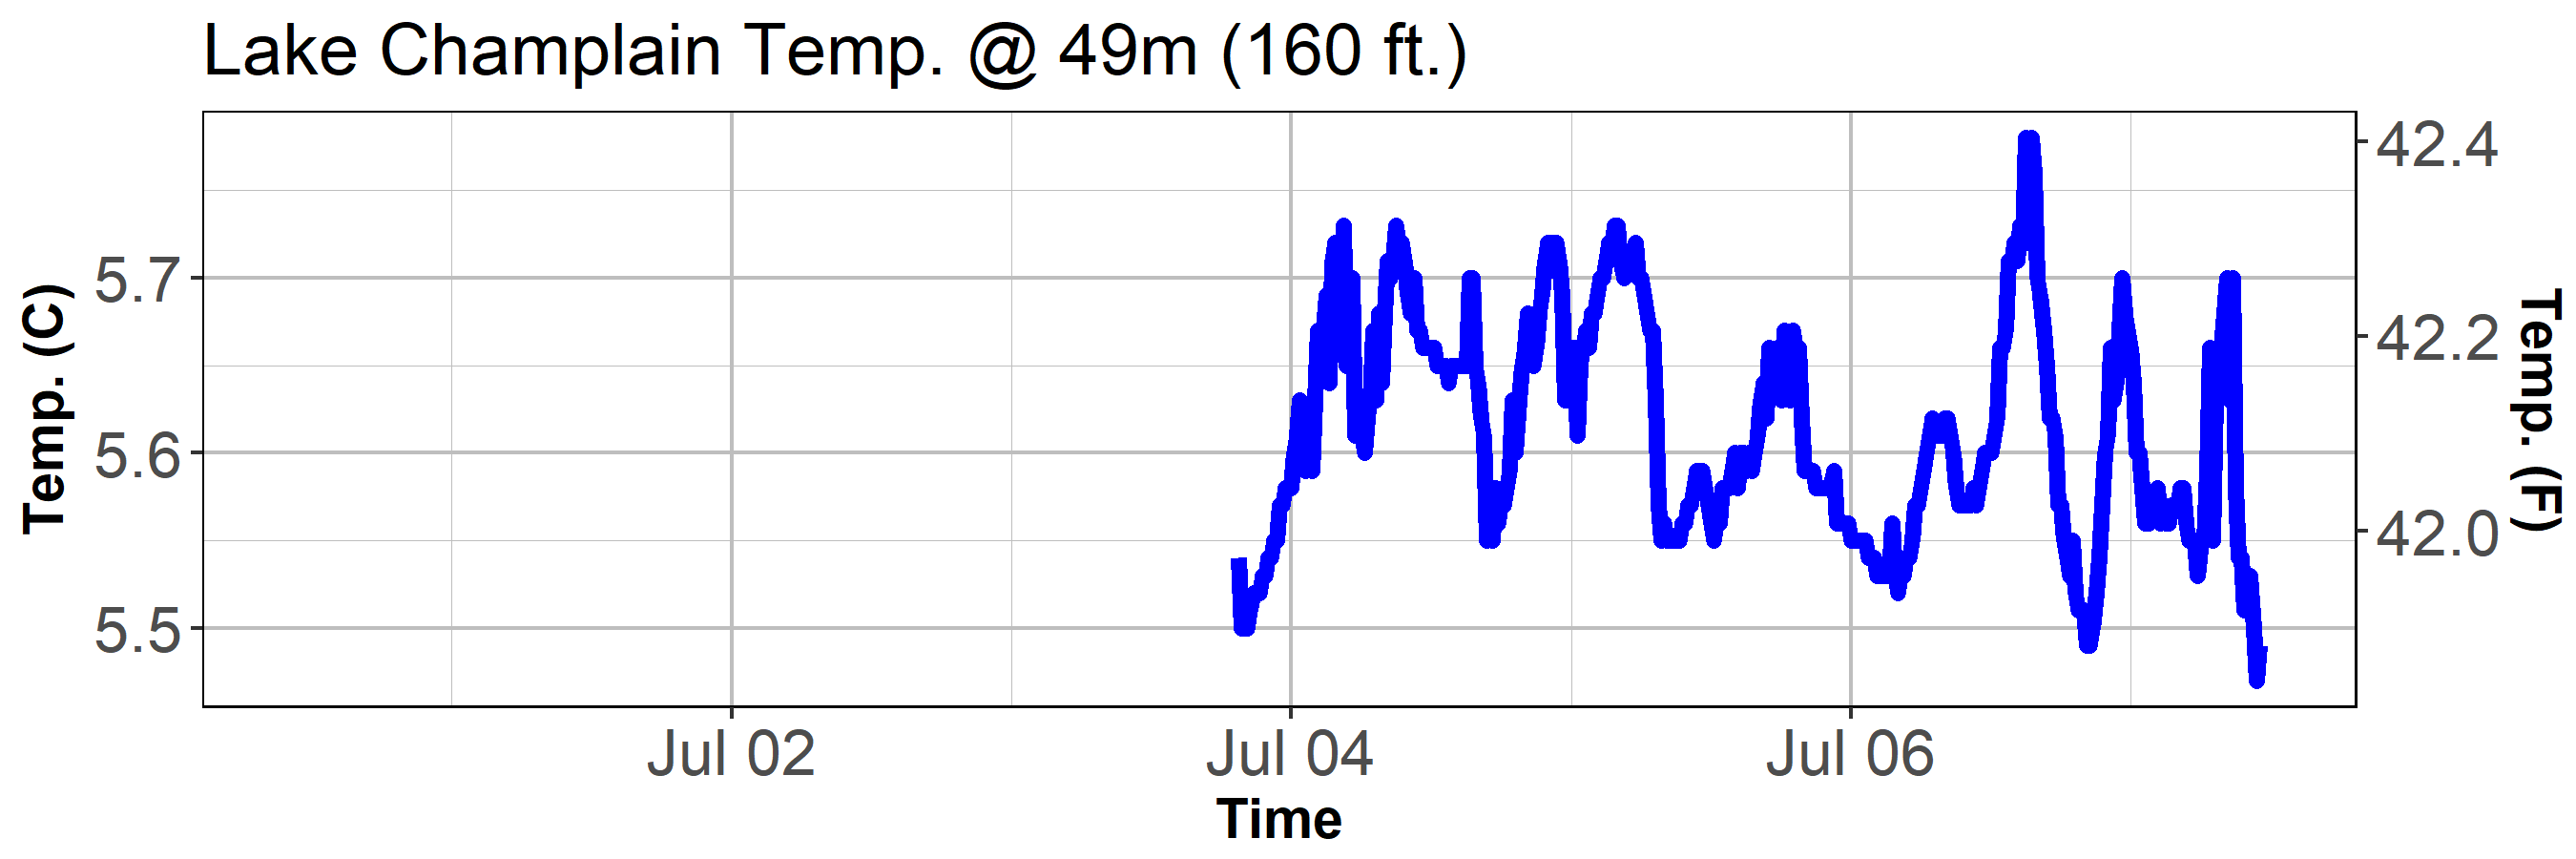 Lake Champlain Temp. @ 49m (160 ft.)
Temp. (C)
5.7
5.6
5.5
42.4
42.2
42.0
Temp. (F)
Jul 02
Jul 04
Jul 06
Time